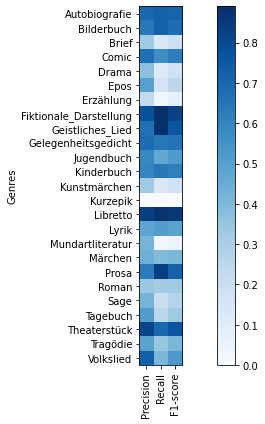 Genres
Autobiografie
Bilderbuch
Brief
Comic
Drama
Epos
Erzählung
Fiktionale_Darstellung
Geistliches_Lied
Gelegenheitsgedicht
Jugendbuch
Kinderbuch
Kunstmärchen
Kurzepik
Libretto
Lyrik
Mundartliteratur
Märchen
Prosa
Roman
Sage
Tagebuch
Theaterstück
Tragödie
Volkslied
Precision
Recall
F1-score
0.8
0.7
0.6
0.5
0.4
0.3
0.2
0.1
0.0